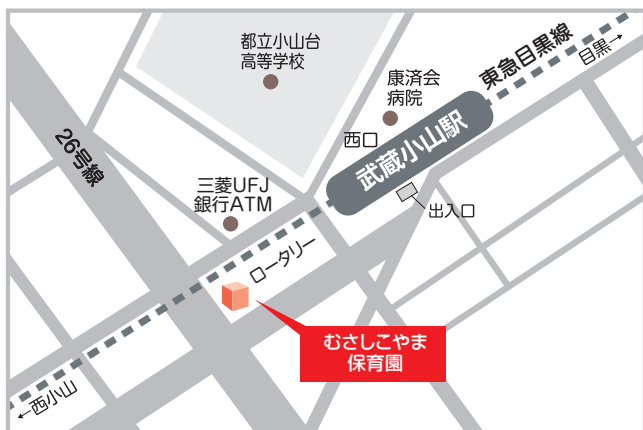 都立小山台
高等学校
康済会
病院
東急目黒線
目黒→
26号線
西口
武蔵小山駅
三菱UFJ
銀行ATM
出入口
ロータリー
むさしこやま
保育園
←西小山